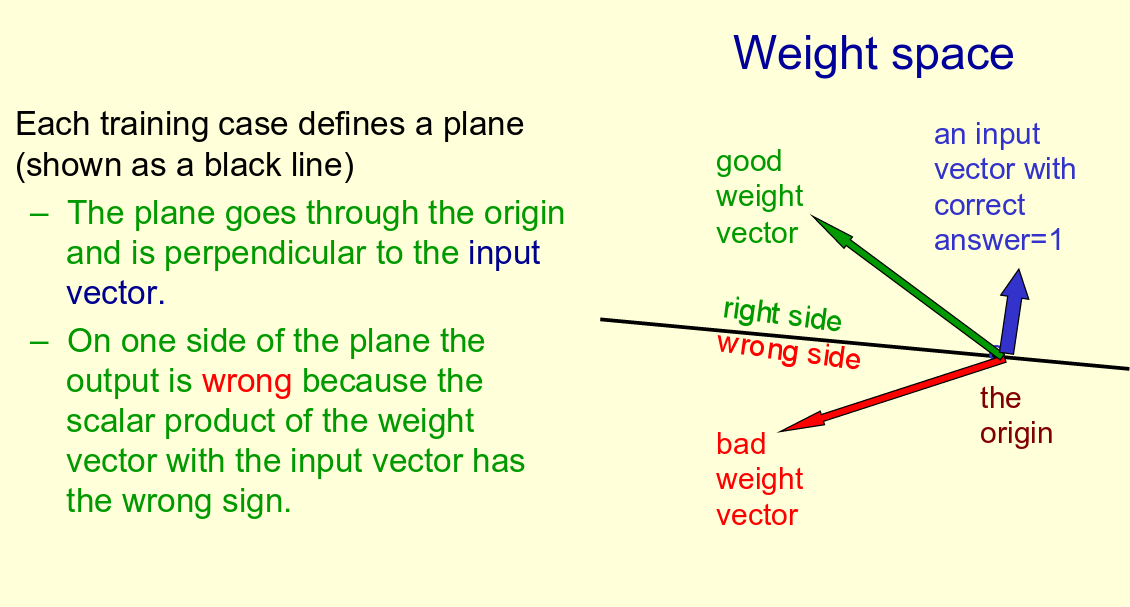 Weight space
Each training case defines a plane
(shown as a black line)
– The plane goes through the origin
and is perpendicular to the input
vector.
– On one side of the plane the
output is wrong because the
scalar product of the weight
vector with the input vector has
the wrong sign.
good
weight
vector
an input
vector with
correct
answer=1
right side
wrong side
the
origin
bad
weight
vector